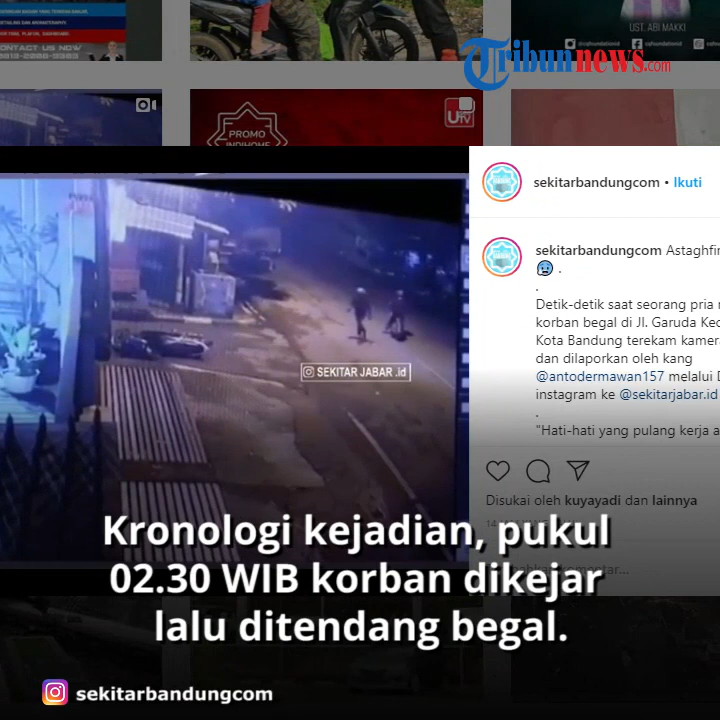 CONTACT US NOW
UST. ABI MAKKI
Tribunnews.com
PROMO
INDIHOME
UTV
sekitarbandungcom • Ikuti
sekitarbandungcom
.
.
Detik-detik saat seorang pria
korban begal di Jl. Garuda
Kota Bandung terekam
dan dilaporkan oleh kang
@antodermawan157 melalui
instagram ke @sekitarjabar.id
.
"Hati-hati yang pulang kerja
SEKITAR JABAR .id
Disukai oleh kuyayadi dan lainnya
Kronologi kejadian, pukul
02.30 WIB korban dikejar
lalu ditendang begal.
sekitarbandungcom